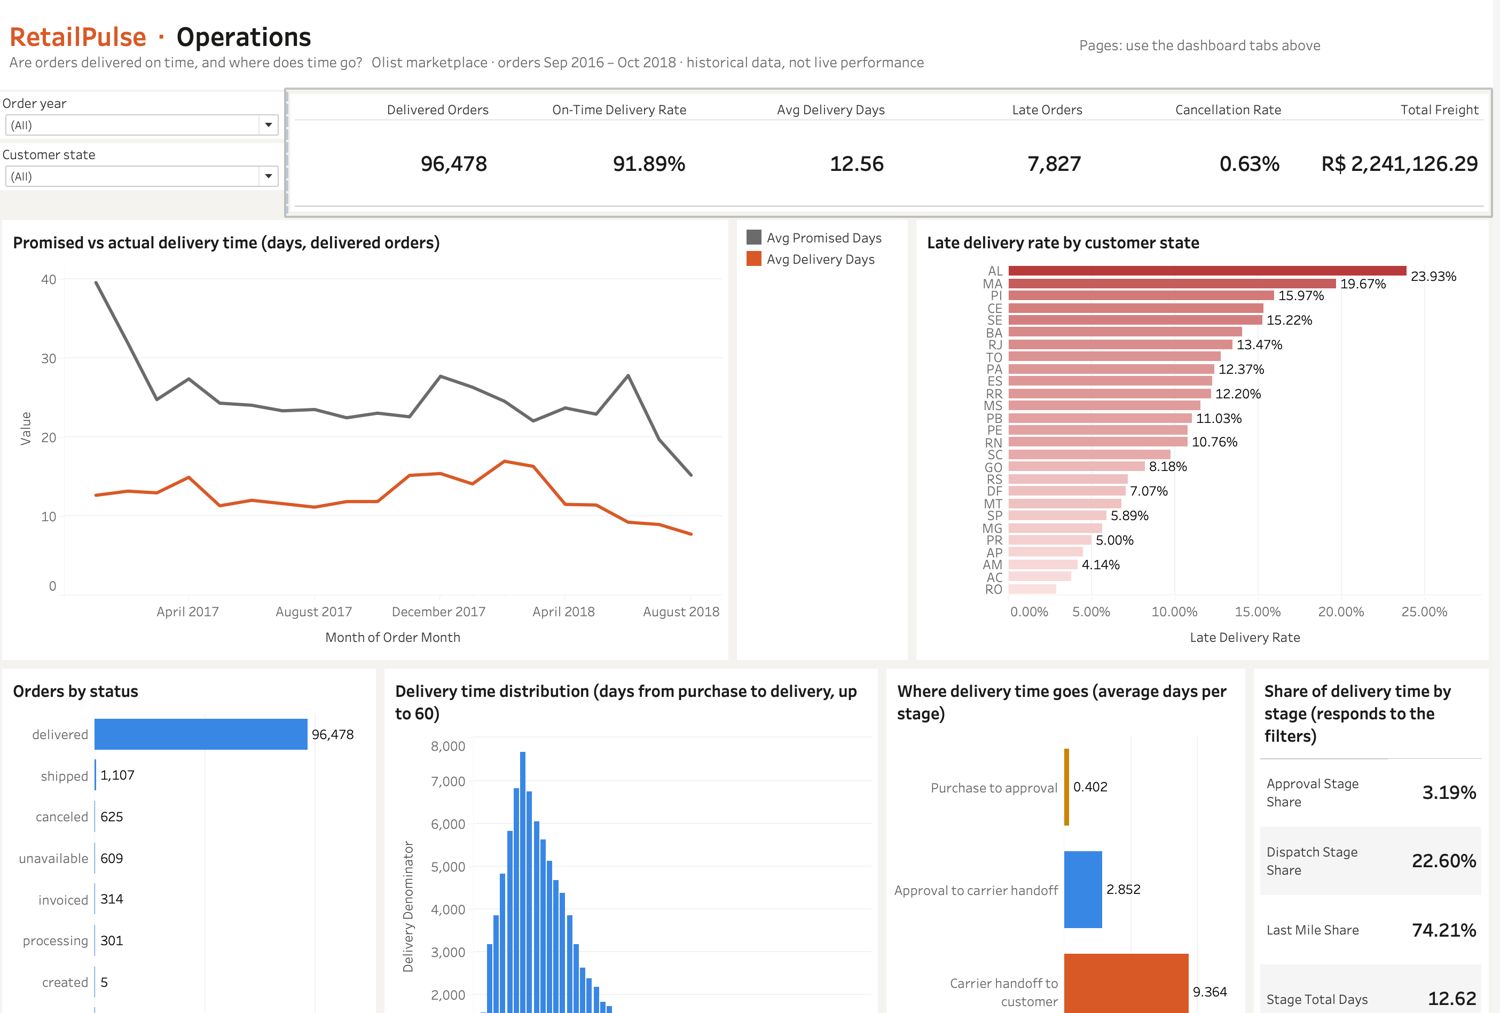 RetailPulse · Operations
Pages: use the dashboard tabs above
Are orders delivered on time, and where does time go? Olist marketplace · orders Sep 2016 – Oct 2018 · historical data, not live performance
Order year
(All)
Customer state
(All)
Delivered Orders On-Time Delivery Rate Avg Delivery Days Late Orders Cancellation Rate Total Freight
96,478 91.89% 12.56 7,827 0.63% R$ 2,241,126.29
Promised vs actual delivery time (days, delivered orders)
40
30
20
10
0
Value
April 2017 August 2017 December 2017 April 2018 August 2018
Month of Order Month
Avg Promised Days
Avg Delivery Days
Late delivery rate by customer state
AL 23.93%
MA 19.67%
PI 15.97%
CE
SE 15.22%
BA
RJ 13.47%
TO
PA 12.37%
ES
RR 12.20%
MS
PB 11.03%
PE
RN 10.76%
SC
GO 8.18%
RS
DF 7.07%
MT
SP 5.89%
MG
PR 5.00%
AP
AM 4.14%
AC
RO
0.00% 5.00% 10.00% 15.00% 20.00% 25.00%
Late Delivery Rate
Orders by status
delivered 96,478
shipped 1,107
canceled 625
unavailable 609
invoiced 314
processing 301
created 5
Delivery time distribution (days from purchase to delivery, up
to 60)
8,000
7,000
6,000
5,000
4,000
3,000
2,000
Delivery Denominator
Where delivery time goes (average days per
stage)
Purchase to approval 0.402
Approval to carrier handoff 2.852
Carrier handoff to
customer 9.364
Share of delivery time by
stage (responds to the
filters)
Approval Stage
Share 3.19%
Dispatch Stage
Share 22.60%
Last Mile Share 74.21%
Stage Total Days 12.62